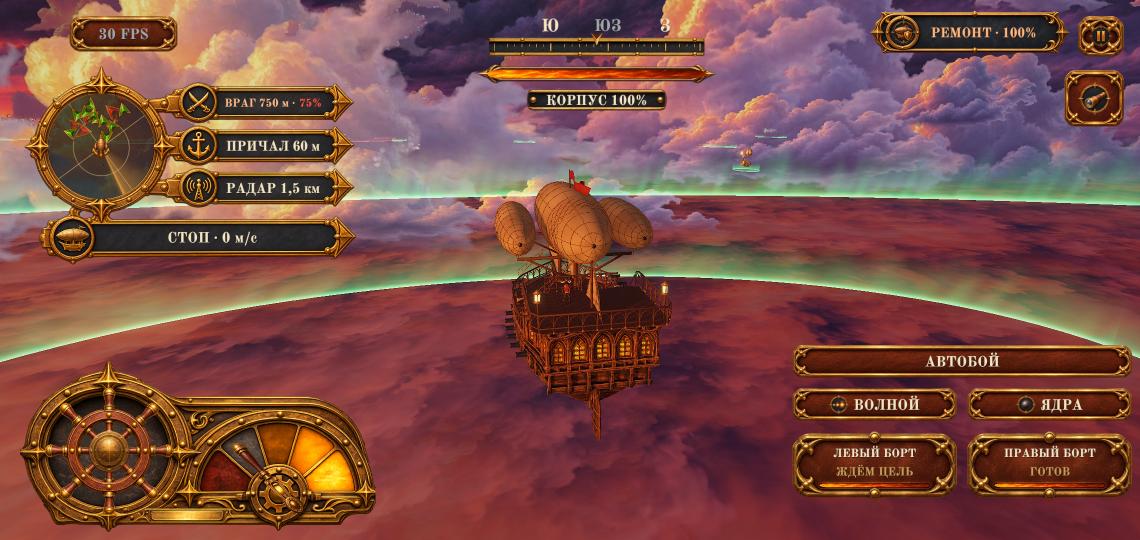 30 FPS
Ю ЮЗ З
РЕМОНТ · 100%
КОРПУС 100%
ВРАГ 750 м · 75%
ПРИЧАЛ 60 м
РАДАР 1,5 км
СТОП · 0 м/с
АВТОБОЙ
ВОЛНОЙ
ЯДРА
ЛЕВЫЙ БОРТ
ЖДЁМ ЦЕЛЬ
ПРАВЫЙ БОРТ
ГОТОВ